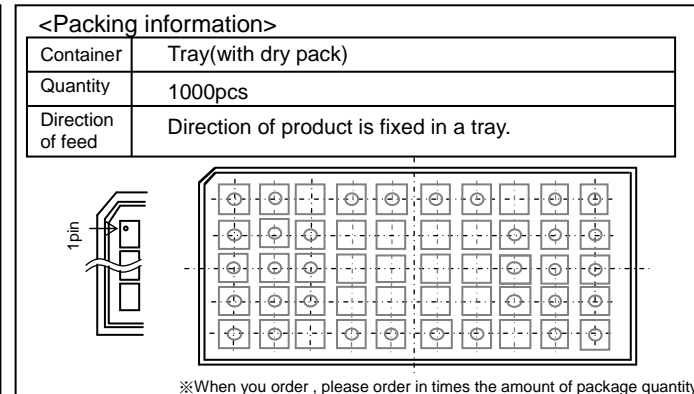 <Packing information>
Container Tray(with dry pack)
Quantity 1000pcs
Direction of feed Direction of product is fixed in a tray.
1pin
※When you order , please order in times the amount of package quantity